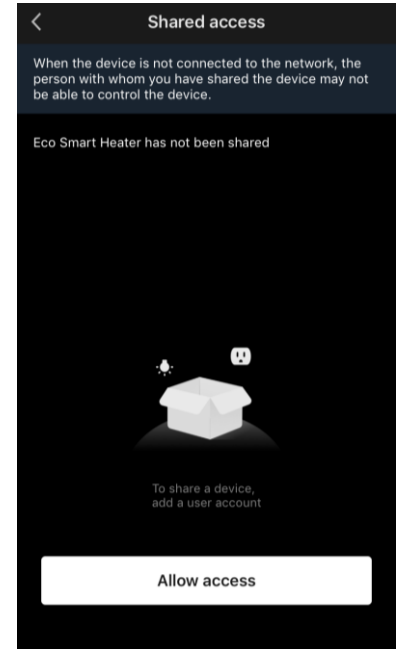 Shared access
When the device is not connected to the network, the
person with whom you have shared the device may not
be able to control the device.
Eco Smart Heater has not been shared
To share a device,
add a user account
Allow access